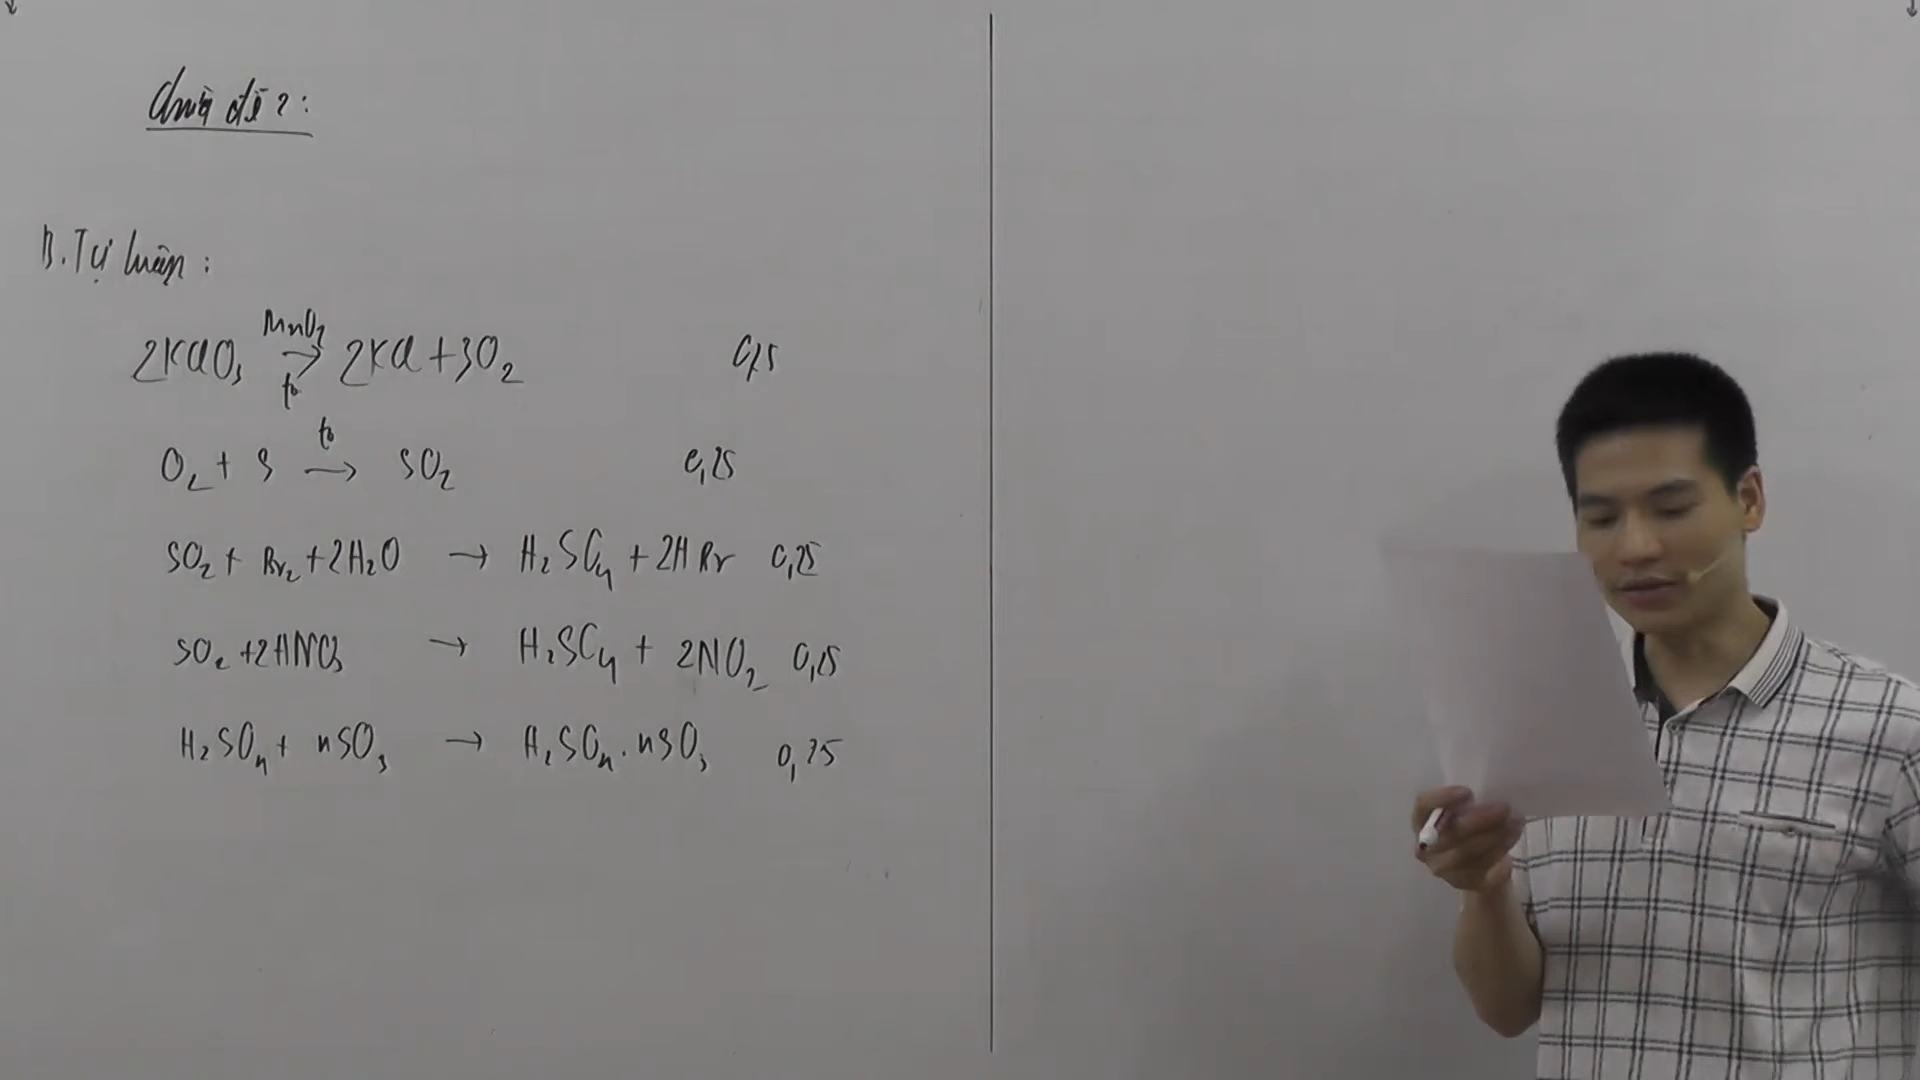 Chữa đề 2:
B. Tự luận:
2KClO₃ →(MnO₂, t°) 2KCl + 3O₂ 0,25
O₂ + S →(t°) SO₂ 0,25
SO₂ + Br₂ + 2H₂O → H₂SO₄ + 2HBr 0,25
SO₂ + 2HNO₃ → H₂SO₄ + 2NO₂ 0,25
H₂SO₄ + nSO₃ → H₂SO₄.nSO₃ 0,25